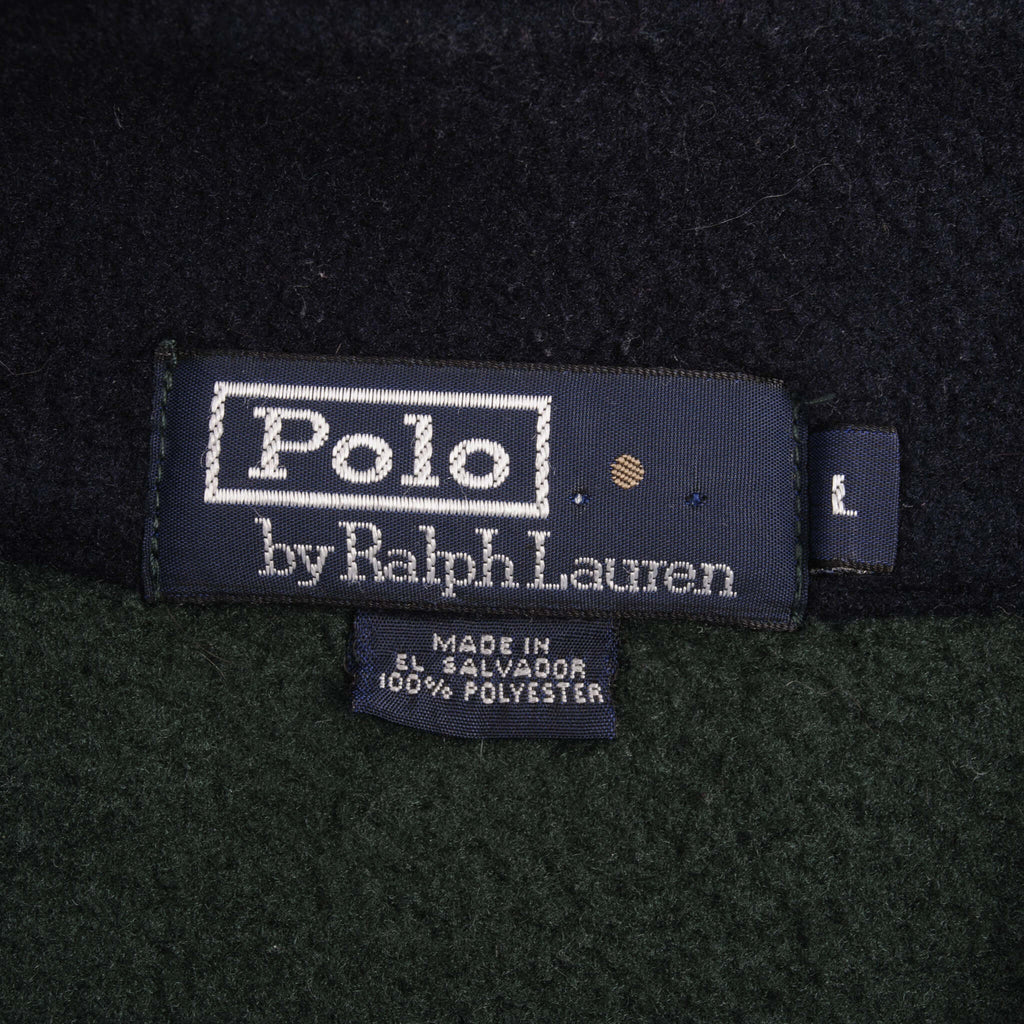 Polo
by Ralph Lauren
L
MADE IN
EL SALVADOR
100% POLYESTER